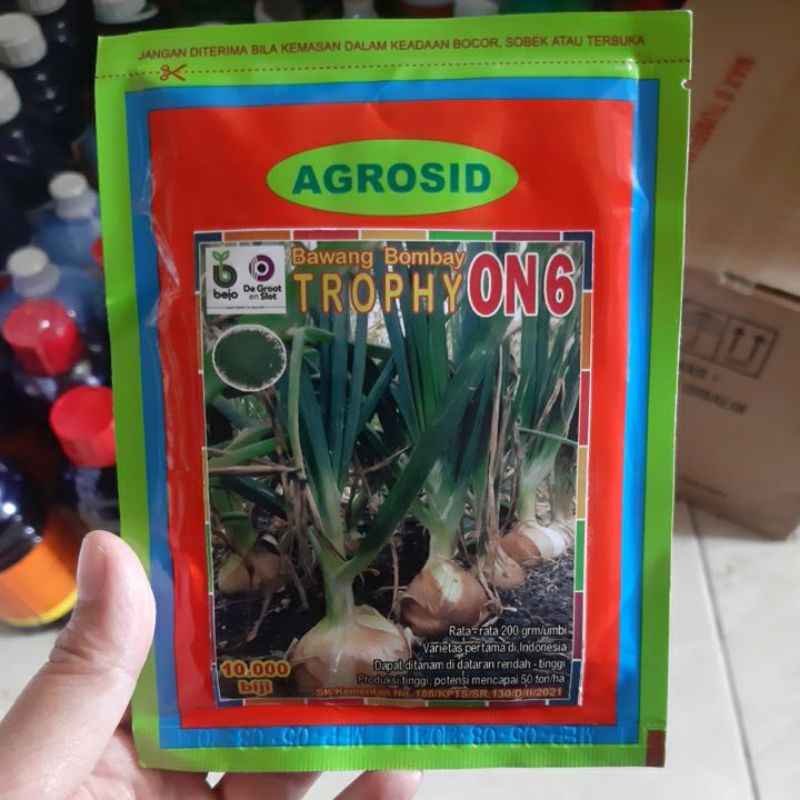 JANGAN DITERIMA BILA KEMASAN DALAM KEADAAN BOCOR, SOBEK ATAU TERBUKA
AGROSID
bejo
De Groot
en Slot
Bawang Bombay
TROPHY ON6
Rata - rata 200 grm/umbi
Varietas pertama di Indonesia
Dapat ditanam di dataran rendah - tinggi
Produksi tinggi, potensi mencapai 50 ton/ha
10.000
biji
SK Kementan No. 186/KPTS/SR.130/D/II/2021